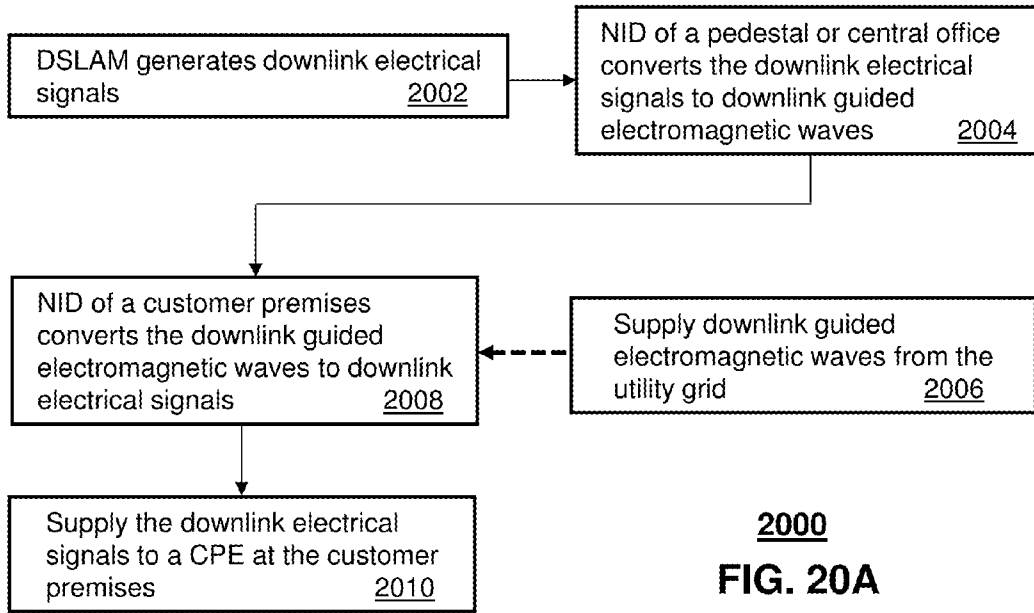 DSLAM generates downlink electrical
signals 2002
NID of a pedestal or central office
converts the downlink electrical
signals to downlink guided
electromagnetic waves 2004
NID of a customer premises
converts the downlink guided
electromagnetic waves to downlink
electrical signals 2008
Supply downlink guided
electromagnetic waves from the
utility grid 2006
Supply the downlink electrical
signals to a CPE at the customer
premises 2010
2000
FIG. 20A